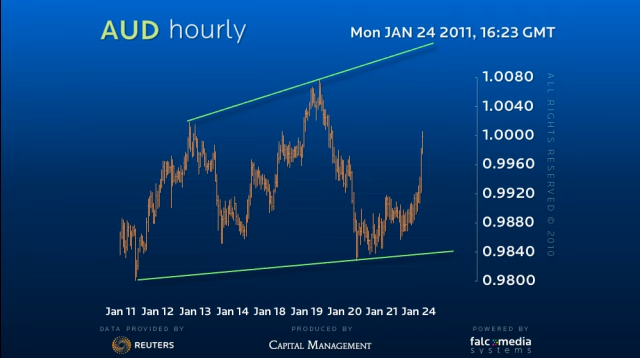 AUD hourly
Mon JAN 24 2011, 16:23 GMT
1.0080
1.0040
1.0000
0.9960
0.9920
0.9880
0.9840
0.9800
ALL RIGHTS RESERVED © 2010
Jan 11 Jan 12 Jan 13 Jan 14 Jan 18 Jan 19 Jan 20 Jan 21 Jan 24
DATA PROVIDED BY
REUTERS
PRODUCED BY
CAPITAL MANAGEMENT
POWERED BY
falc media
systems